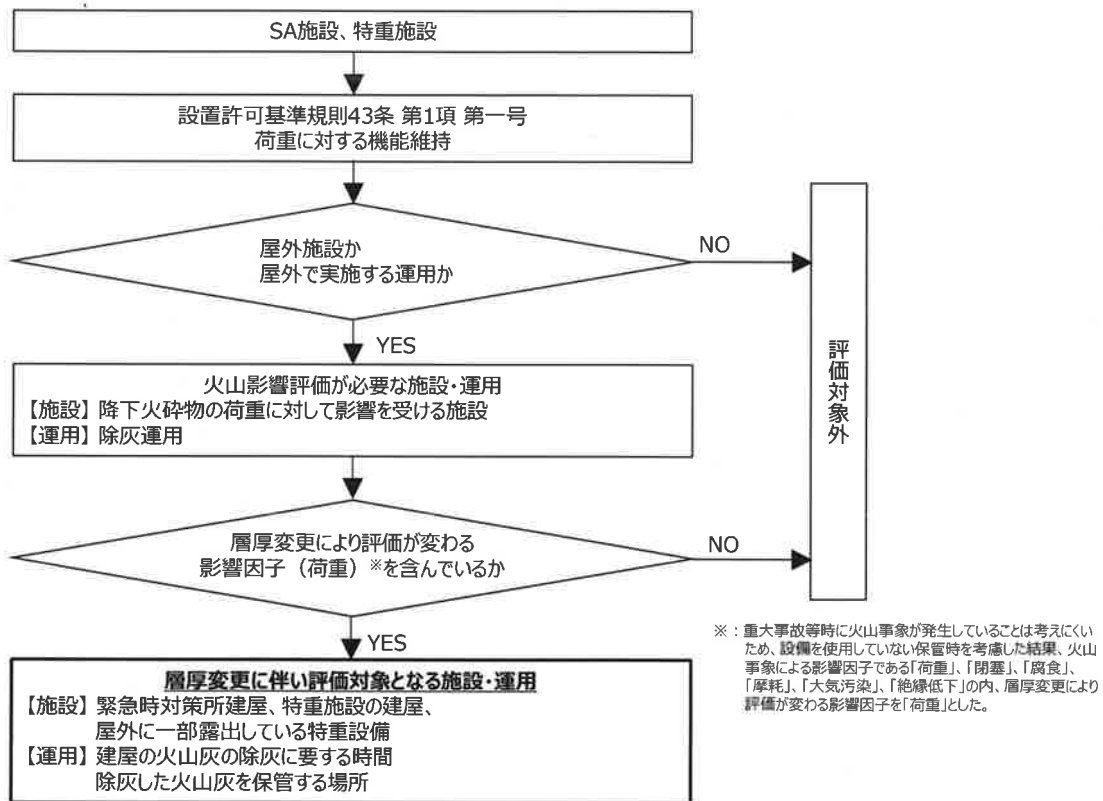 SA施設、特重施設
設置許可基準規則43条 第1項 第一号
荷重に対する機能維持
屋外施設か
屋外で実施する運用か
NO
YES
火山影響評価が必要な施設・運用
【施設】降下火砕物の荷重に対して影響を受ける施設
【運用】除灰運用
評価対象外
層厚変更により評価が変わる
影響因子（荷重）※を含んでいるか
NO
YES
層厚変更に伴い評価対象となる施設・運用
【施設】緊急時対策所建屋、特重施設の建屋、
屋外に一部露出している特重設備
【運用】建屋の火山灰の除灰に要する時間
除灰した火山灰を保管する場所
※：重大事故等時に火山事象が発生していることは考えにくい
ため、設備を使用していない保管時を考慮した結果、火山
事象による影響因子である「荷重」、「閉塞」、「腐食」、
「摩耗」、「大気汚染」、「絶縁低下」の内、層厚変更により
評価が変わる影響因子を「荷重」とした。